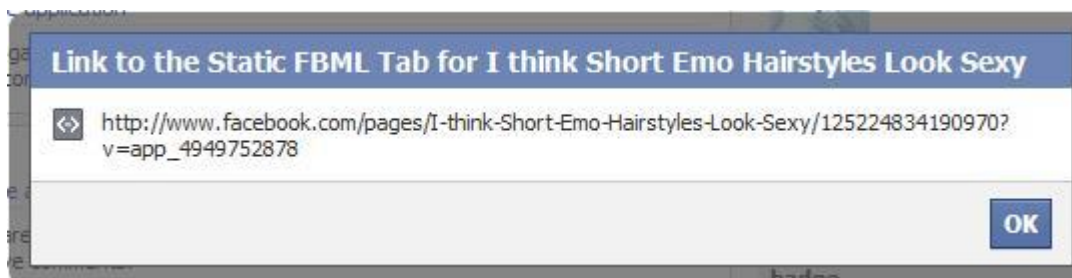 application
Link to the Static FBML Tab for I think Short Emo Hairstyles Look Sexy
http://www.facebook.com/pages/I-think-Short-Emo-Hairstyles-Look-Sexy/125224834190970?
v=app_4949752878
OK